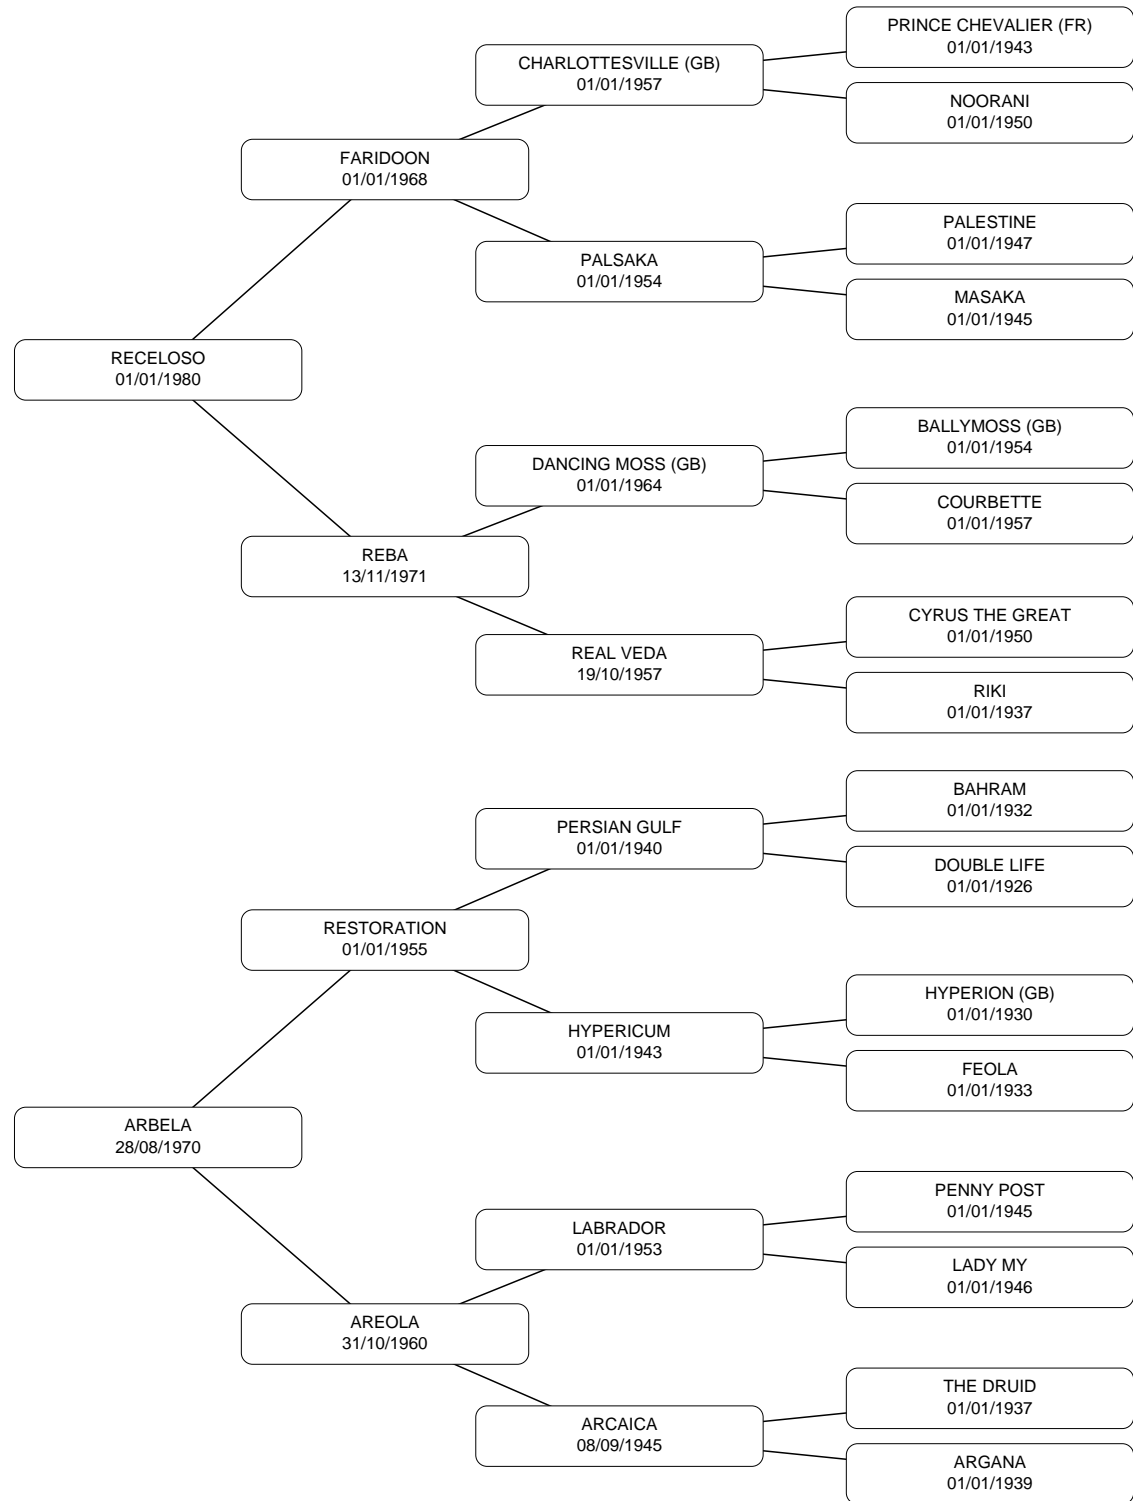 PRINCE CHEVALIER (FR)
01/01/1943
CHARLOTTESVILLE (GB)
01/01/1957
NOORANI
01/01/1950
FARIDOON
01/01/1968
PALESTINE
01/01/1947
PALSAKA
01/01/1954
MASAKA
01/01/1945
RECELOSO
01/01/1980
BALLYMOSS (GB)
01/01/1954
DANCING MOSS (GB)
01/01/1964
COURBETTE
01/01/1957
REBA
13/11/1971
CYRUS THE GREAT
01/01/1950
REAL VEDA
19/10/1957
RIKI
01/01/1937
BAHRAM
01/01/1932
PERSIAN GULF
01/01/1940
DOUBLE LIFE
01/01/1926
RESTORATION
01/01/1955
HYPERION (GB)
01/01/1930
HYPERICUM
01/01/1943
FEOLA
01/01/1933
ARBELA
28/08/1970
PENNY POST
01/01/1945
LABRADOR
01/01/1953
LADY MY
01/01/1946
AREOLA
31/10/1960
THE DRUID
01/01/1937
ARCAICA
08/09/1945
ARGANA
01/01/1939